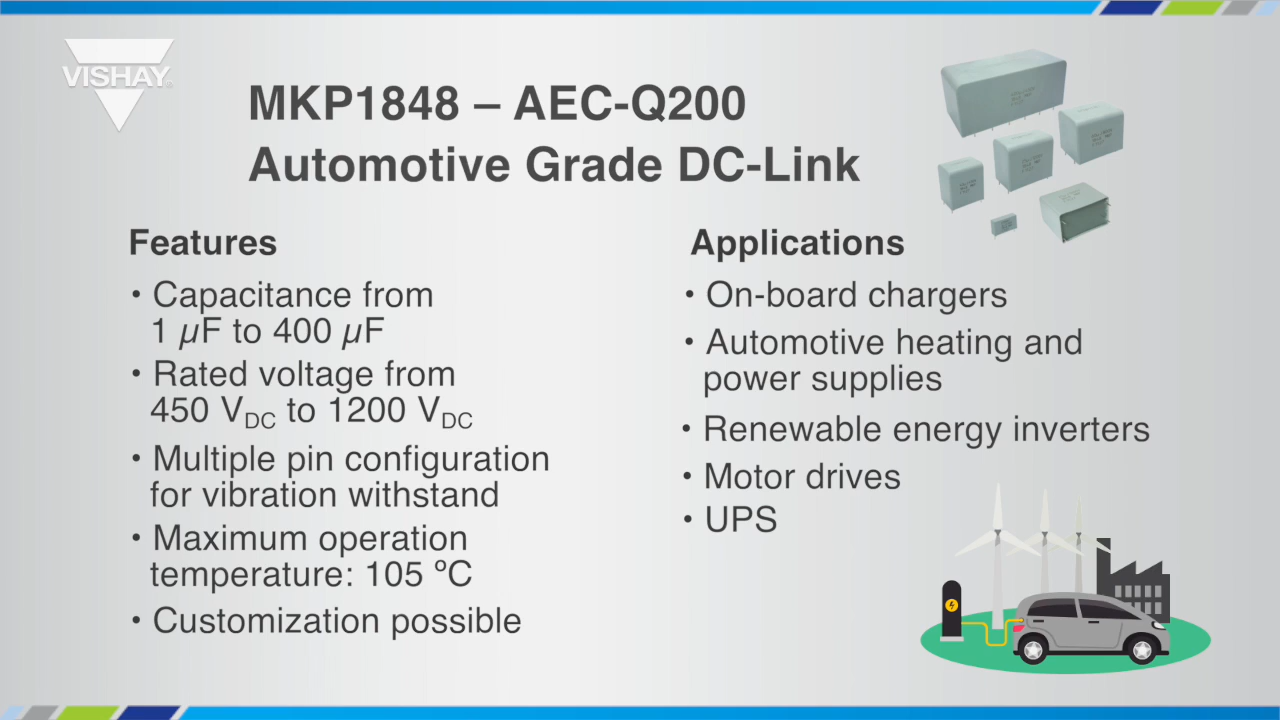 VISHAY
MKP1848 – AEC-Q200
Automotive Grade DC-Link
Features
• Capacitance from
1 µF to 400 µF
• Rated voltage from
450 VDC to 1200 VDC
• Multiple pin configuration
for vibration withstand
• Maximum operation
temperature: 105 ºC
• Customization possible
Applications
• On-board chargers
• Automotive heating and
power supplies
• Renewable energy inverters
• Motor drives
• UPS